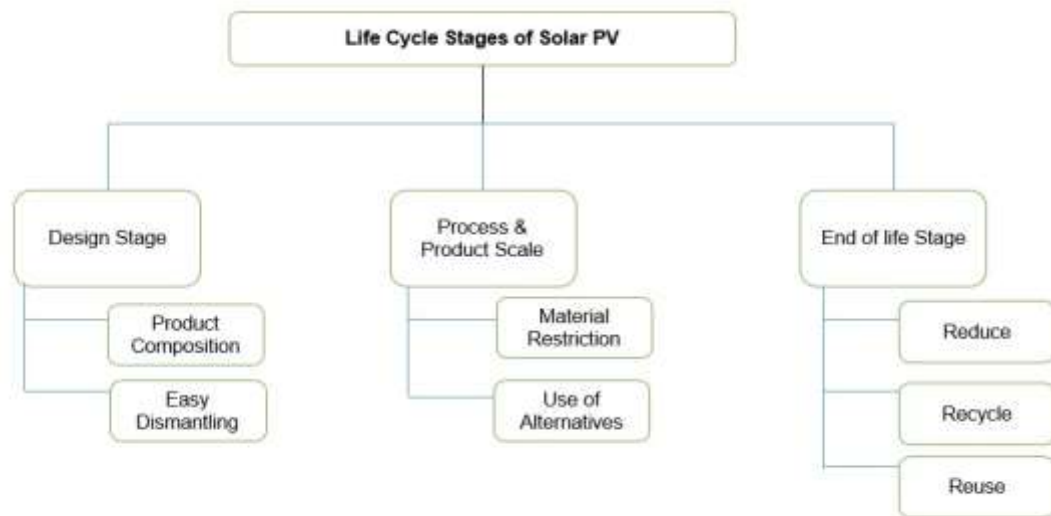 Life Cycle Stages of Solar PV
Design Stage
Product
Composition
Easy
Dismantling
Process &
Product Scale
Material
Restriction
Use of
Alternatives
End of life Stage
Reduce
Recycle
Reuse